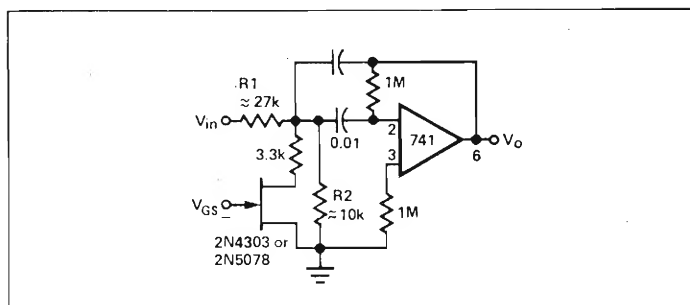 R1
≈ 27k
1M
Vin
2
741
0.01
3
6
Vo
3.3k
R2
≈ 10k
VGS
1M
2N4303 or
2N5078